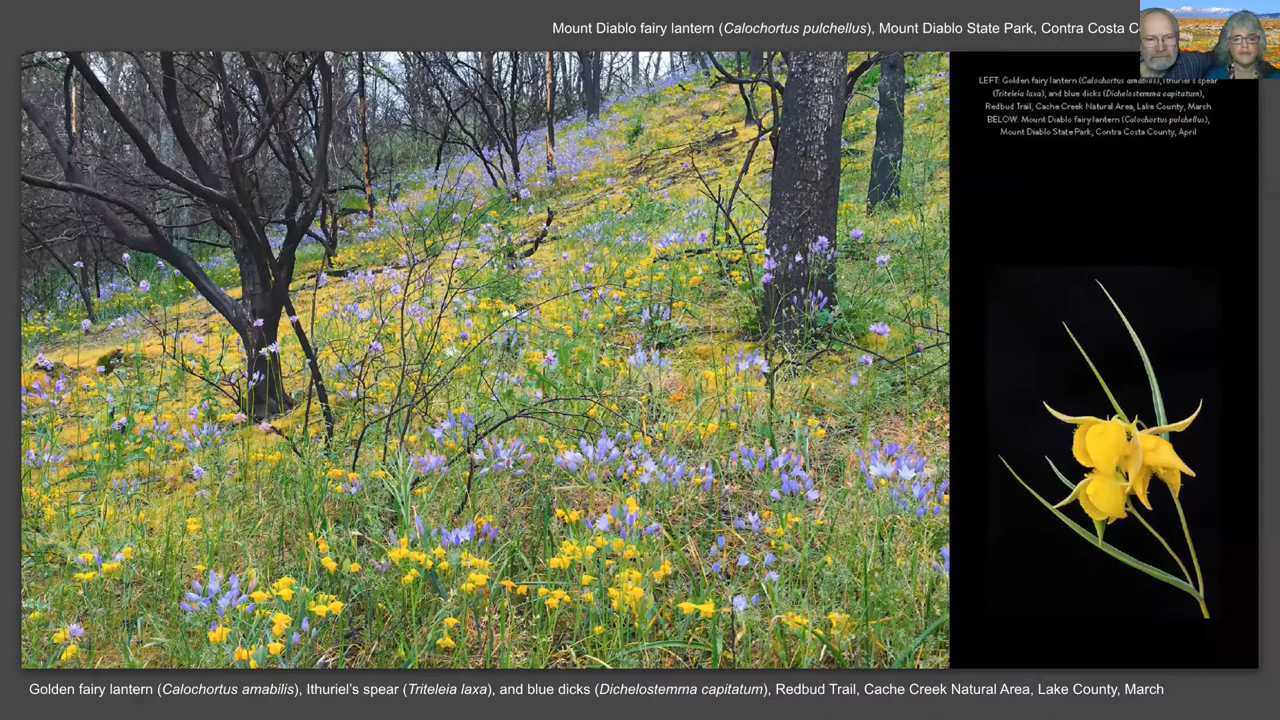 Mount Diablo fairy lantern (Calochortus pulchellus), Mount Diablo State Park, Contra Costa C
LEFT: Golden fairy lantern (Calochortus amabilis), Ithuriel's spear
(Triteleia laxa), and blue dicks (Dichelostemma capitatum),
Redbud Trail, Cache Creek Natural Area, Lake County, March
BELOW: Mount Diablo fairy lantern (Calochortus pulchellus),
Mount Diablo State Park, Contra Costa County, April
Golden fairy lantern (Calochortus amabilis), Ithuriel’s spear (Triteleia laxa), and blue dicks (Dichelostemma capitatum), Redbud Trail, Cache Creek Natural Area, Lake County, March